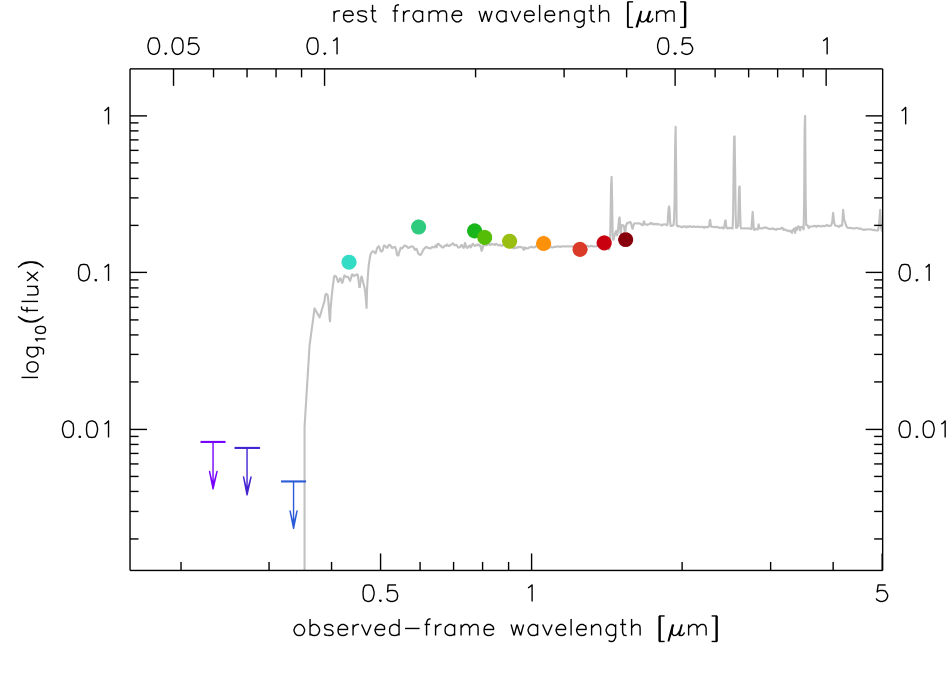 rest frame wavelength [μm]
0.05 0.1 0.5 1
1 1
0.1 0.1
0.01 0.01
log10(flux)
0.5 1 5
observed-frame wavelength [μm]